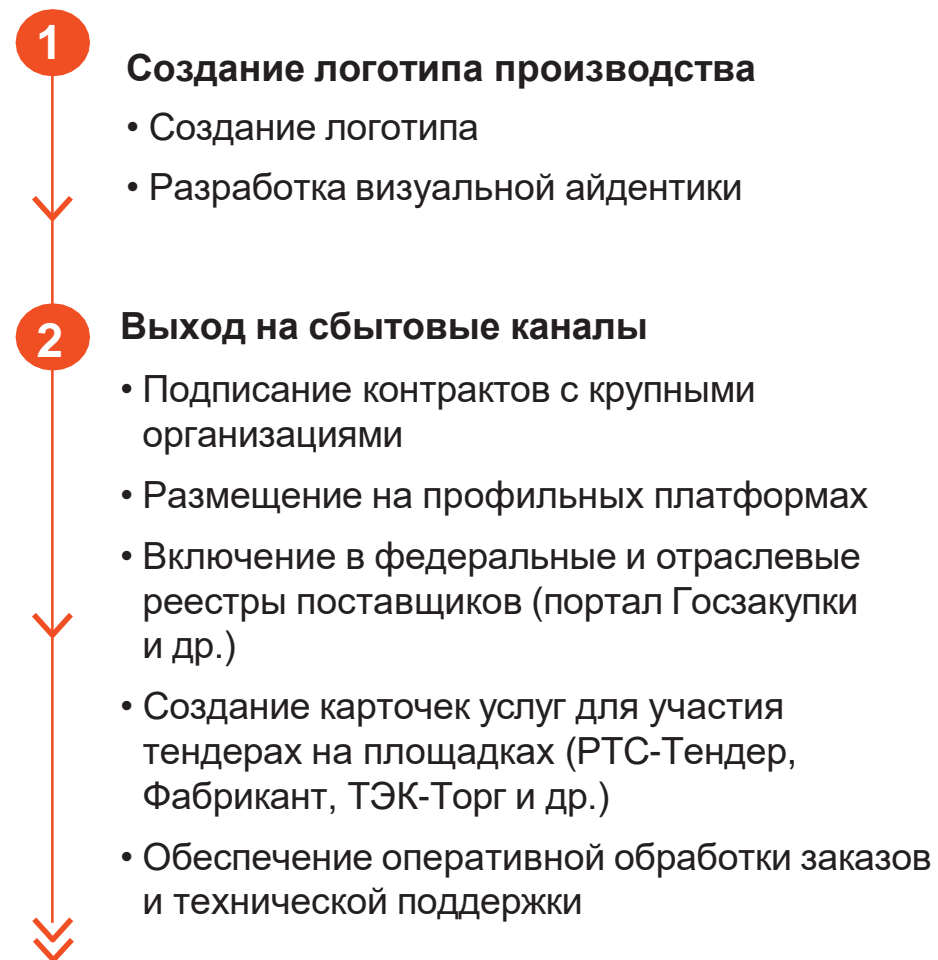 1
Создание логотипа производства
• Создание логотипа
• Разработка визуальной айдентики
2
Выход на сбытовые каналы
• Подписание контрактов с крупными
организациями
• Размещение на профильных платформах
• Включение в федеральные и отраслевые
реестры поставщиков (портал Госзакупки
и др.)
• Создание карточек услуг для участия
тендерах на площадках (РТС-Тендер,
Фабрикант, ТЭК-Торг и др.)
• Обеспечение оперативной обработки заказов
и технической поддержки